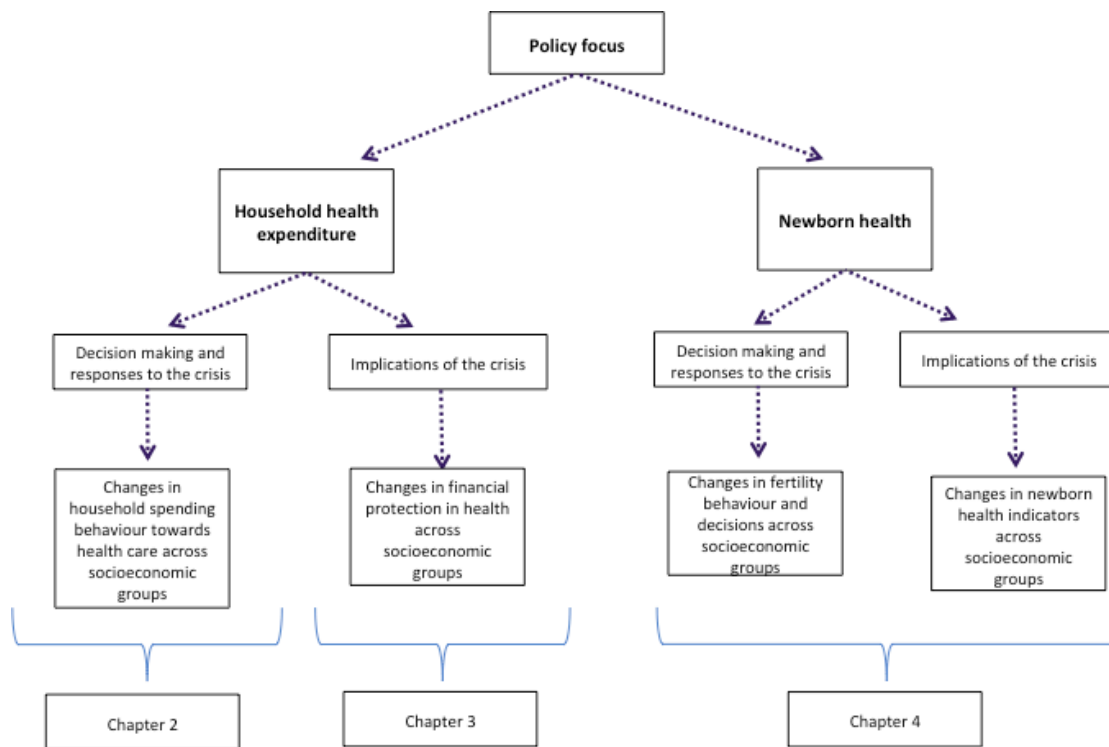 Policy focus
Household health
expenditure
Newborn health
Decision making and
responses to the crisis
Implications of the crisis
Decision making and
responses to the crisis
Implications of the crisis
Changes in
household spending
behaviour towards
health care across
socioeconomic
groups
Changes in financial
protection in health
across
socioeconomic
groups
Changes in fertility
behaviour and
decisions across
socioeconomic
groups
Changes in newborn
health indicators
across
socioeconomic
groups
Chapter 2
Chapter 3
Chapter 4